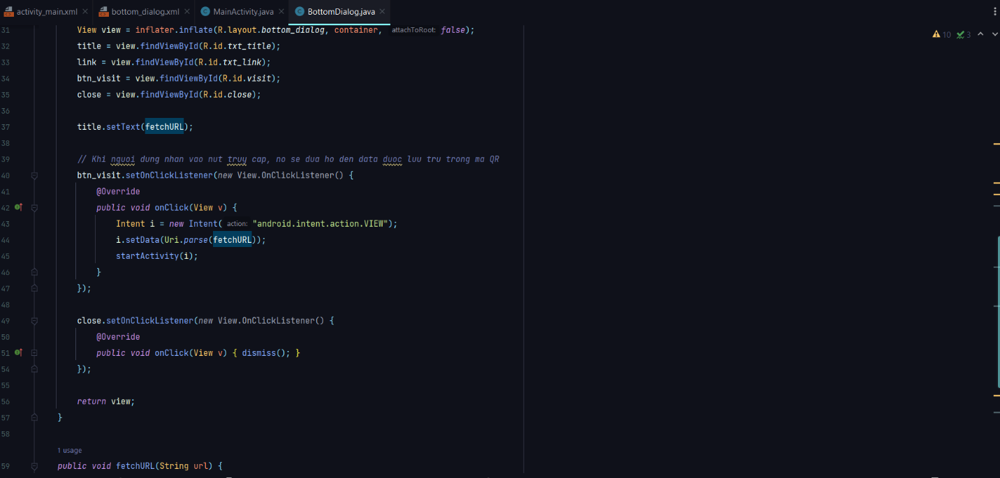 activity_main.xml bottom_dialog.xml MainActivity.java BottomDialog.java
10 3
31 View view = inflater.inflate(R.layout.bottom_dialog, container, attachToRoot: false);
32 title = view.findViewById(R.id.txt_title);
33 link = view.findViewById(R.id.txt_link);
34 btn_visit = view.findViewById(R.id.visit);
35 close = view.findViewById(R.id.close);
36
37 title.setText(fetchURL);
38
39 // Khi nguoi dung nhan vao nut truy cap, no se dua ho den data duoc luu tru trong ma QR
40 btn_visit.setOnClickListener(new View.OnClickListener() {
41 @Override
42 public void onClick(View v) {
43 Intent i = new Intent( action: "android.intent.action.VIEW");
44 i.setData(Uri.parse(fetchURL));
45 startActivity(i);
46 }
47 });
48
49 close.setOnClickListener(new View.OnClickListener() {
50 @Override
51 public void onClick(View v) { dismiss(); }
54 });
55
56 return view;
57 }
58
1 usage
59 public void fetchURL(String url) {